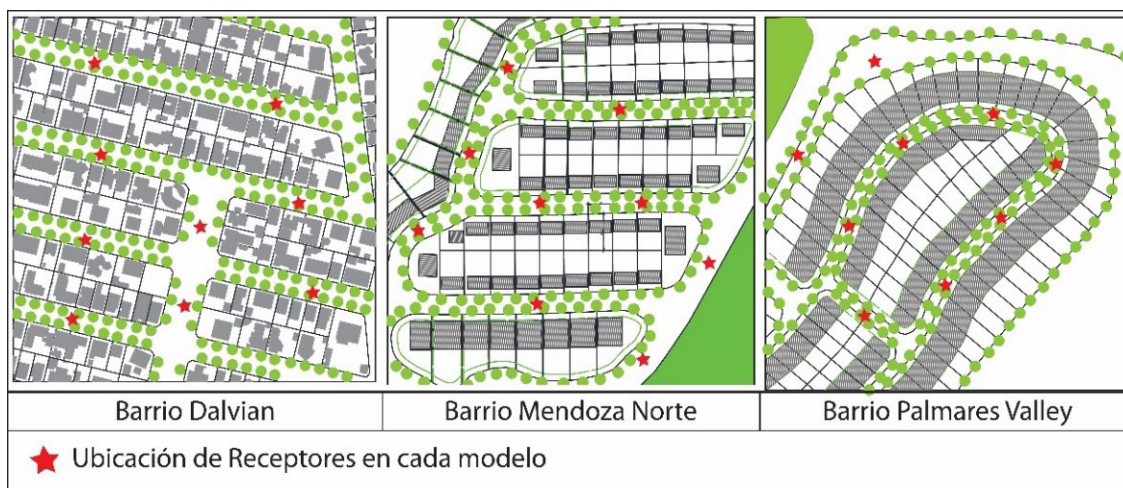 Barrio Dalvian
Barrio Mendoza Norte
Barrio Palmares Valley
Ubicación de Receptores en cada modelo